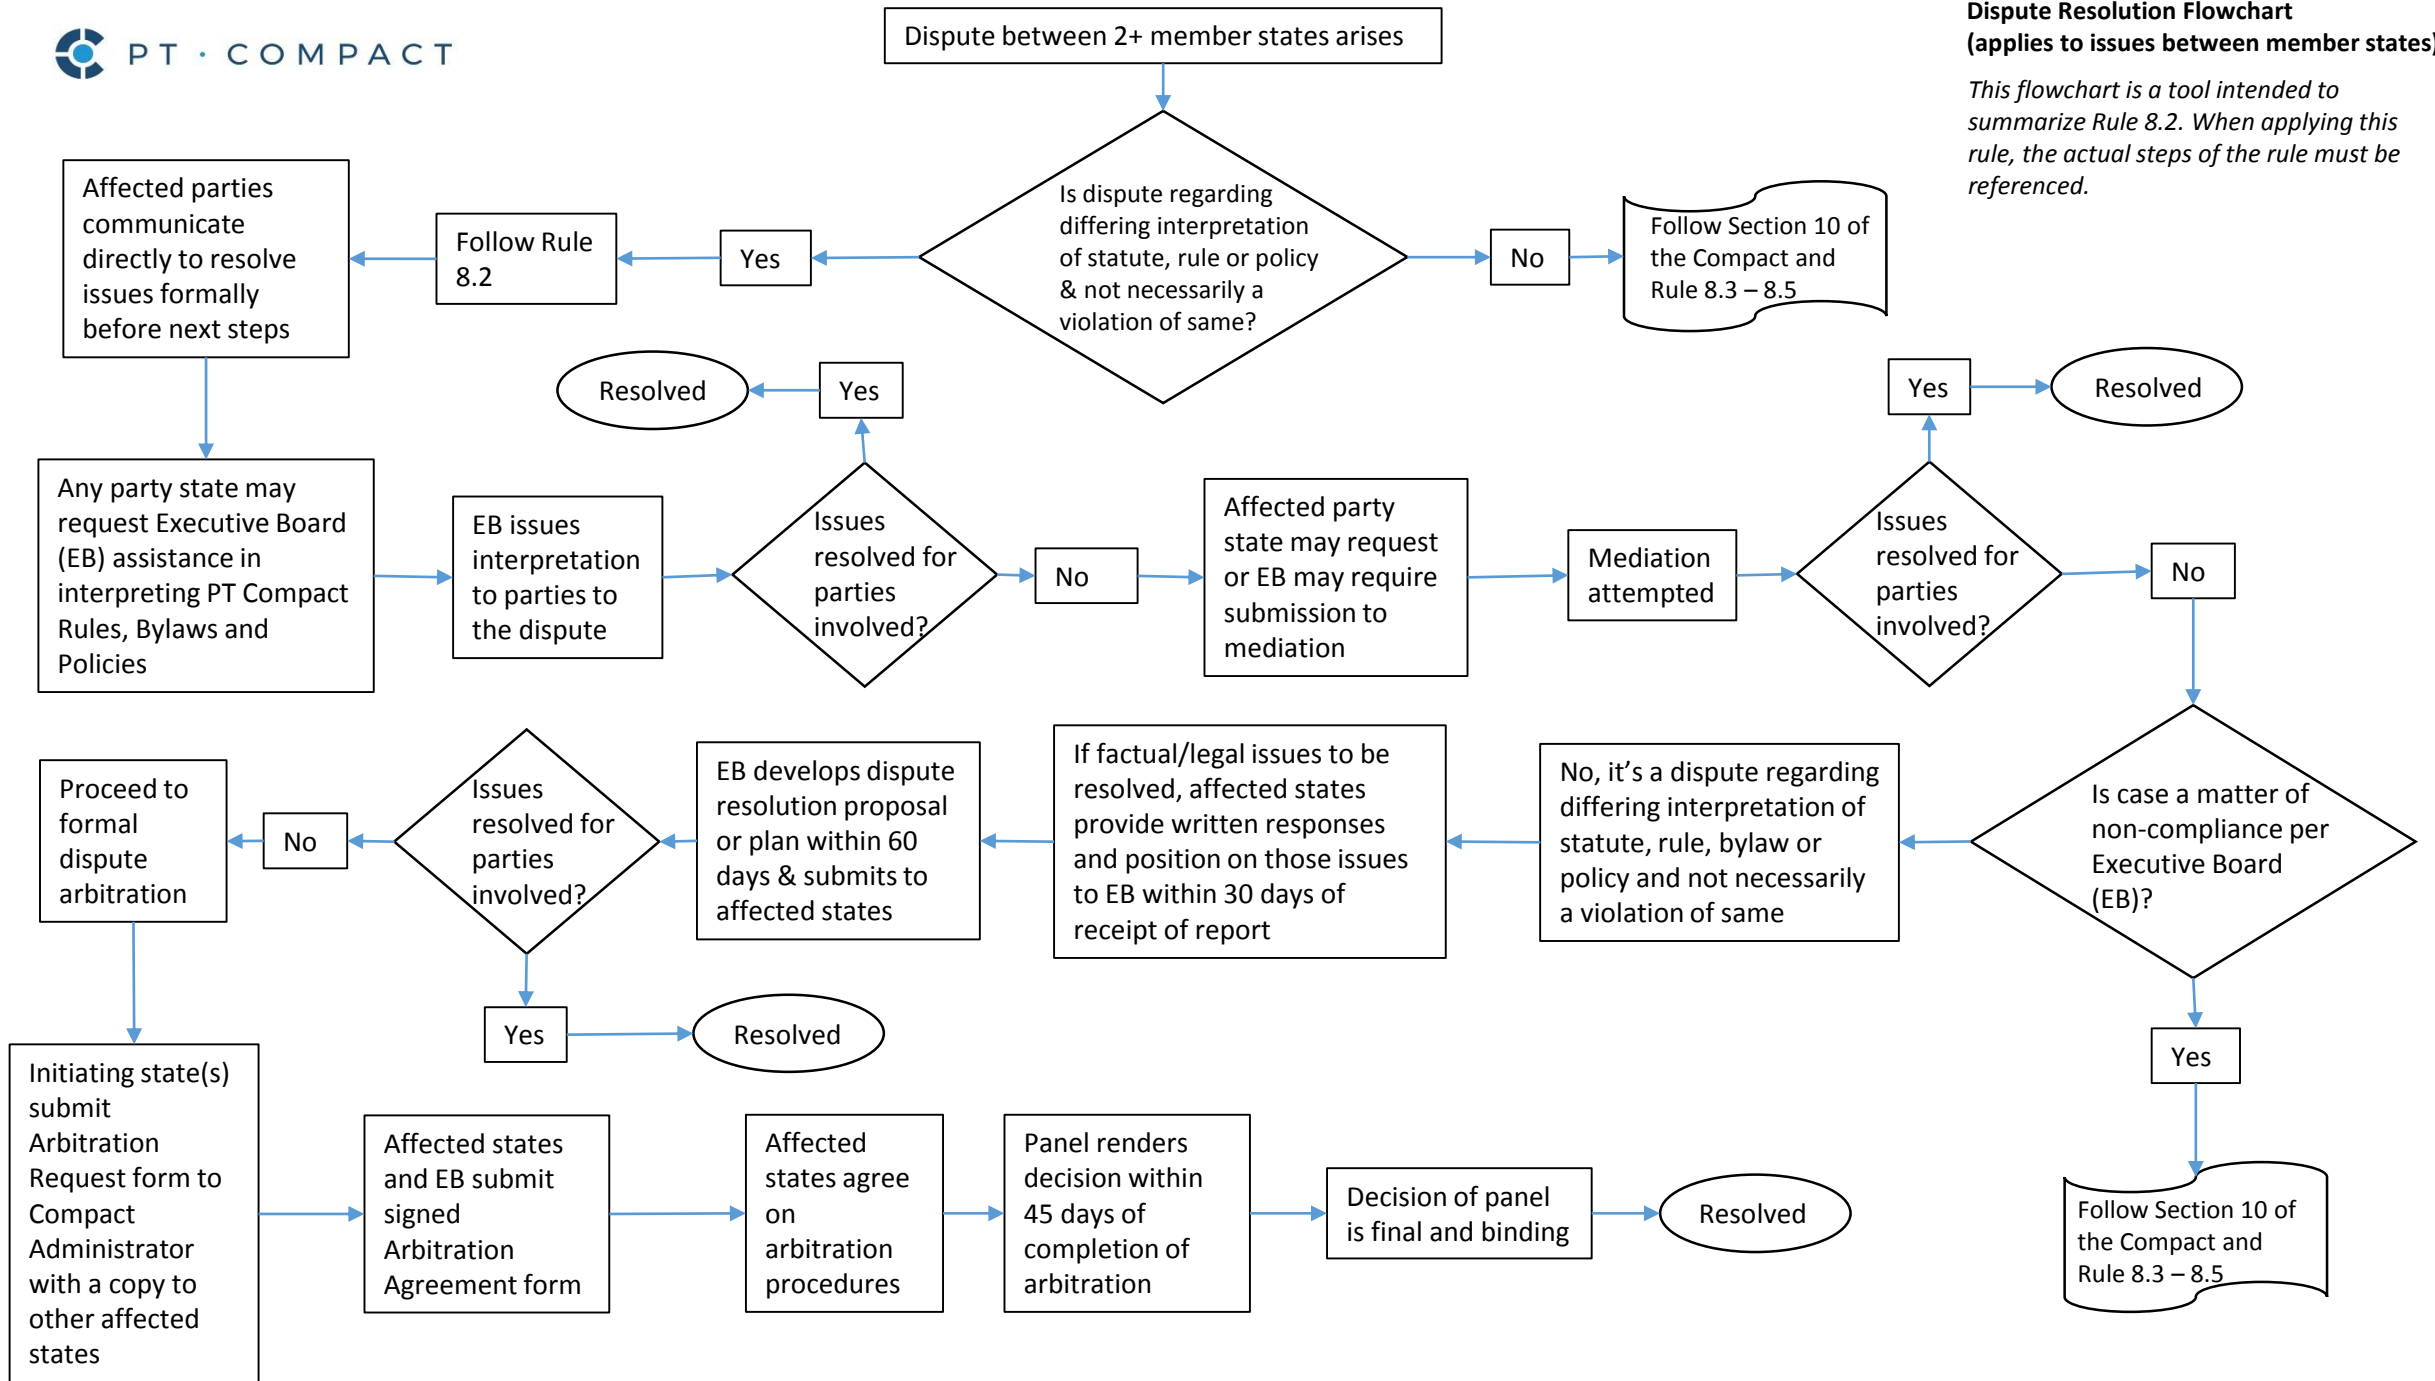 PT · COMPACT
Dispute between 2+ member states arises
Dispute Resolution Flowchart
(applies to issues between member states)
This flowchart is a tool intended to
summarize Rule 8.2. When applying this
rule, the actual steps of the rule must be
referenced.
Is dispute regarding
differing interpretation
of statute, rule or policy
& not necessarily a
violation of same?
No
Follow Section 10 of
the Compact and
Rule 8.3 – 8.5
Yes
Follow Rule
8.2
Affected parties
communicate
directly to resolve
issues formally
before next steps
Any party state may
request Executive Board
(EB) assistance in
interpreting PT Compact
Rules, Bylaws and
Policies
EB issues
interpretation
to parties to
the dispute
Issues
resolved for
parties
involved?
Yes
Resolved
No
Affected party
state may request
or EB may require
submission to
mediation
Mediation
attempted
Issues
resolved for
parties
involved?
Yes
Resolved
No
Is case a matter of
non-compliance per
Executive Board
(EB)?
Yes
Follow Section 10 of
the Compact and
Rule 8.3 – 8.5
No, it’s a dispute regarding
differing interpretation of
statute, rule, bylaw or
policy and not necessarily
a violation of same
If factual/legal issues to be
resolved, affected states
provide written responses
and position on those issues
to EB within 30 days of
receipt of report
EB develops dispute
resolution proposal
or plan within 60
days & submits to
affected states
Issues
resolved for
parties
involved?
Yes
Resolved
No
Proceed to
formal
dispute
arbitration
Initiating state(s)
submit
Arbitration
Request form to
Compact
Administrator
with a copy to
other affected
states
Affected states
and EB submit
signed
Arbitration
Agreement form
Affected
states agree
on
arbitration
procedures
Panel renders
decision within
45 days of
completion of
arbitration
Decision of panel
is final and binding
Resolved